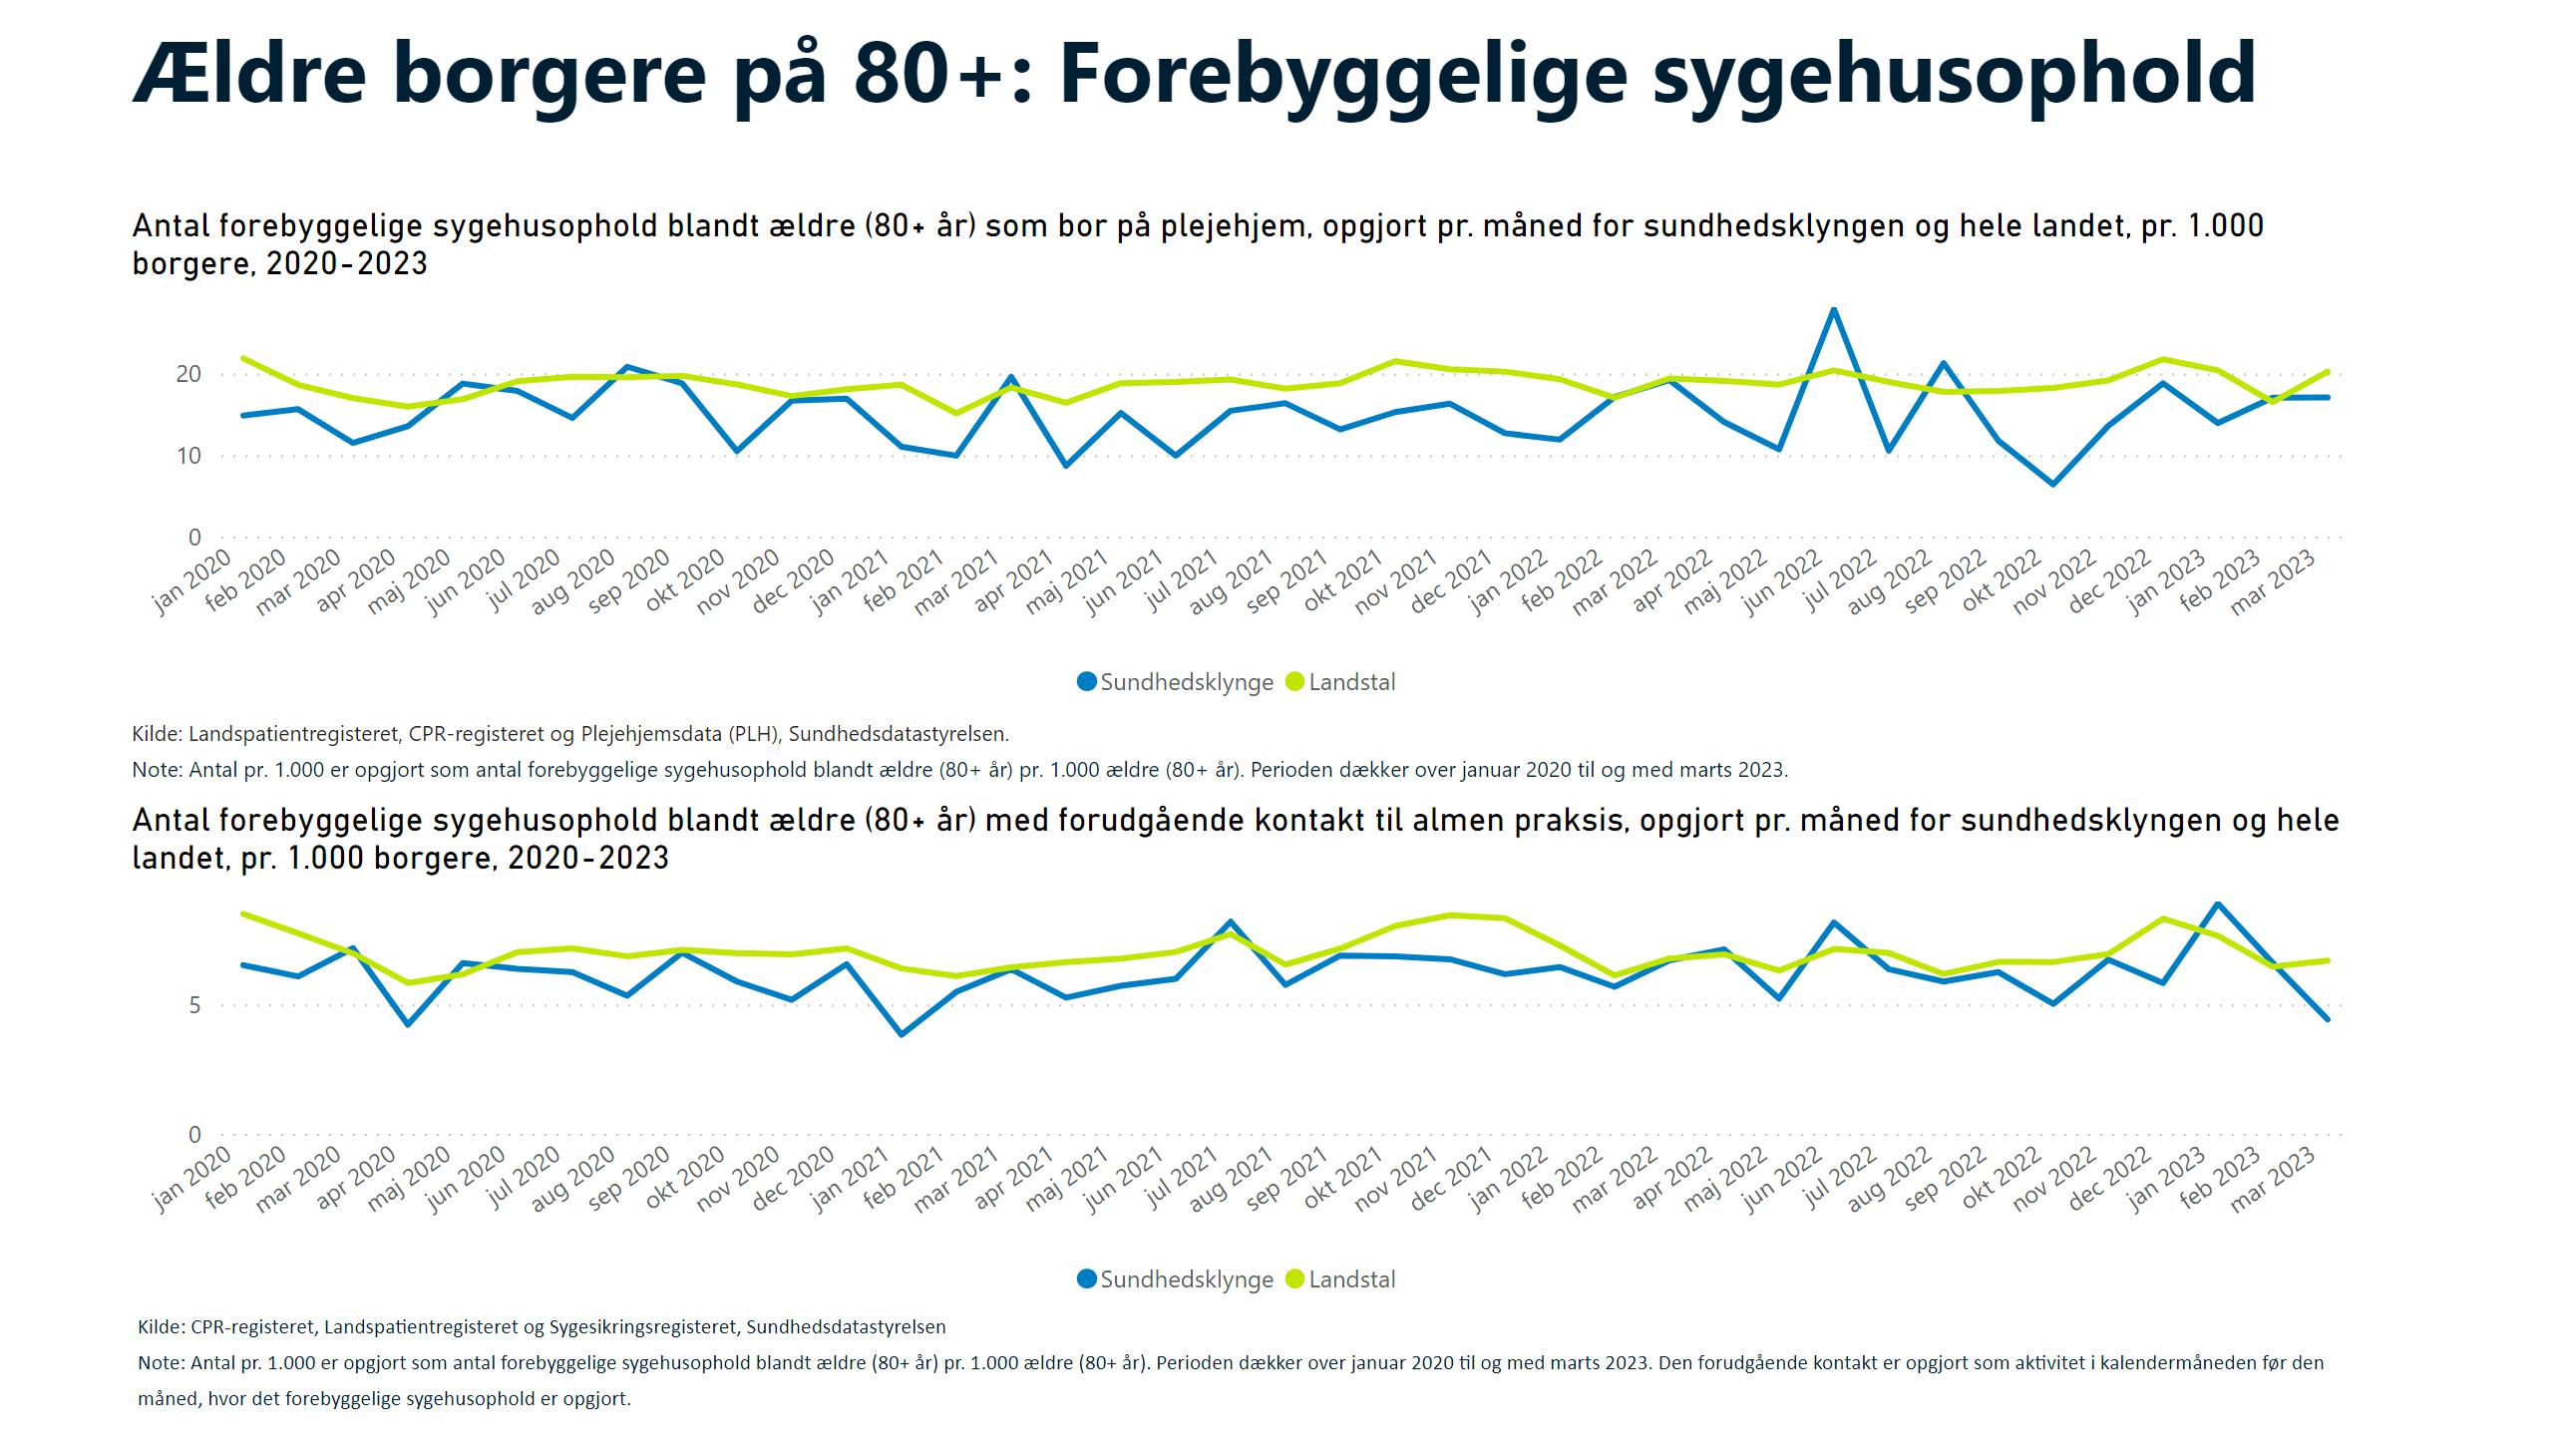 Ældre borgere på 80+: Forebyggelige sygehusophold
Antal forebyggelige sygehusophold blandt ældre (80+ år) som bor på plejehjem, opgjort pr. måned for sundhedsklyngen og hele landet, pr. 1.000
borgere, 2020-2023
20
10
0
jan 2020 feb 2020 mar 2020 apr 2020 maj 2020 jun 2020 jul 2020 aug 2020 sep 2020 okt 2020 nov 2020 dec 2020 jan 2021 feb 2021 mar 2021 apr 2021 maj 2021 jun 2021 jul 2021 aug 2021 sep 2021 okt 2021 nov 2021 dec 2021 jan 2022 feb 2022 mar 2022 apr 2022 maj 2022 jun 2022 jul 2022 aug 2022 sep 2022 okt 2022 nov 2022 dec 2022 jan 2023 feb 2023 mar 2023
Sundhedsklynge Landstal
Kilde: Landspatientregisteret, CPR-registeret og Plejehjemsdata (PLH), Sundhedsdatastyrelsen.
Note: Antal pr. 1.000 er opgjort som antal forebyggelige sygehusophold blandt ældre (80+ år) pr. 1.000 ældre (80+ år). Perioden dækker over januar 2020 til og med marts 2023.
Antal forebyggelige sygehusophold blandt ældre (80+ år) med forudgående kontakt til almen praksis, opgjort pr. måned for sundhedsklyngen og hele
landet, pr. 1.000 borgere, 2020-2023
5
0
jan 2020 feb 2020 mar 2020 apr 2020 maj 2020 jun 2020 jul 2020 aug 2020 sep 2020 okt 2020 nov 2020 dec 2020 jan 2021 feb 2021 mar 2021 apr 2021 maj 2021 jun 2021 jul 2021 aug 2021 sep 2021 okt 2021 nov 2021 dec 2021 jan 2022 feb 2022 mar 2022 apr 2022 maj 2022 jun 2022 jul 2022 aug 2022 sep 2022 okt 2022 nov 2022 dec 2022 jan 2023 feb 2023 mar 2023
Sundhedsklynge Landstal
Kilde: CPR-registeret, Landspatientregisteret og Sygesikringsregisteret, Sundhedsdatastyrelsen
Note: Antal pr. 1.000 er opgjort som antal forebyggelige sygehusophold blandt ældre (80+ år) pr. 1.000 ældre (80+ år). Perioden dækker over januar 2020 til og med marts 2023. Den forudgående kontakt er opgjort som aktivitet i kalendermåneden før den
måned, hvor det forebyggelige sygehusophold er opgjort.